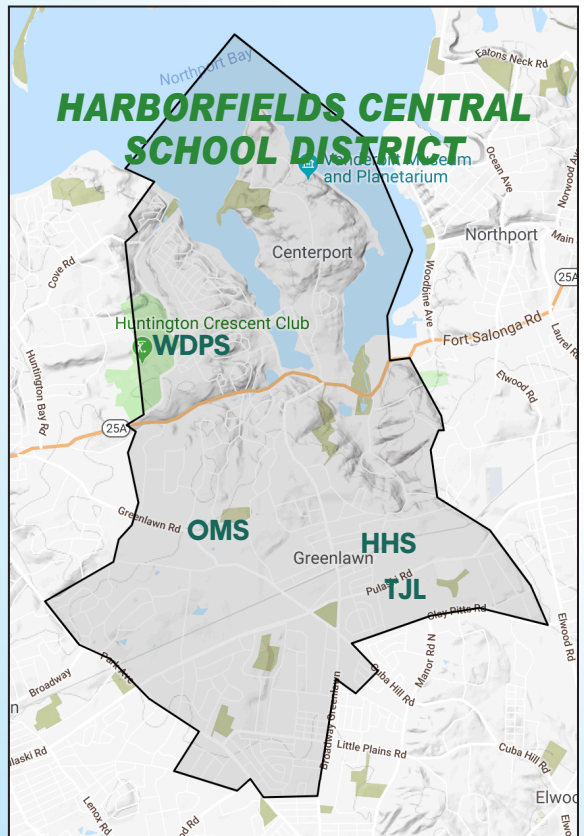 Eatons Neck Rd
Northport Bay
HARBORFIELDS CENTRAL
SCHOOL DISTRICT
Vanderbilt Museum
and Planetarium
Ocean Ave
Norwood Ave
Northport
Main
Centerport
Cove Rd
25A
Woodbine Ave
Huntington Crescent Club
WDPS
Fort Salonga Rd
Laurel R
Huntington Bay Rd
Elwood Rd
25A
Greenlawn Rd
OMS
HHS
Greenlawn
Pulaski Rd
TJL
Clay Pitts Rd
Elwood Rd
Manor Rd N
Park Ave
Broadway
Cuba Hill Rd
n
Broadway Greenlawn
Little Plains Rd
Cuba Hill Rd
ulaski Rd
Elwoo
Lenox Rd
d Rd
Elwo